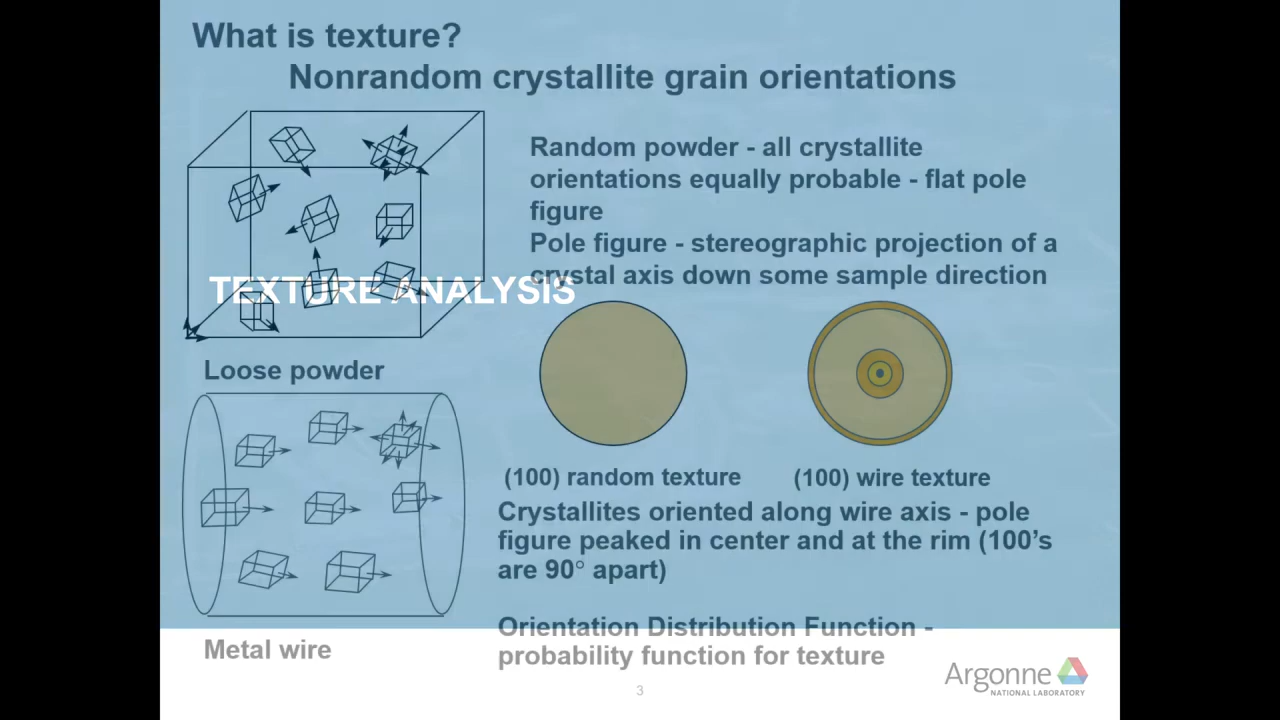 What is texture?
Nonrandom crystallite grain orientations
Random powder - all crystallite
orientations equally probable - flat pole
figure
Pole figure - stereographic projection of a
crystal axis down some sample direction
TEXTURE ANALYSIS
Loose powder
(100) random texture
(100) wire texture
Crystallites oriented along wire axis - pole
figure peaked in center and at the rim (100’s
are 90° apart)
Orientation Distribution Function -
probability function for texture
Metal wire
Argonne
NATIONAL LABORATORY
3